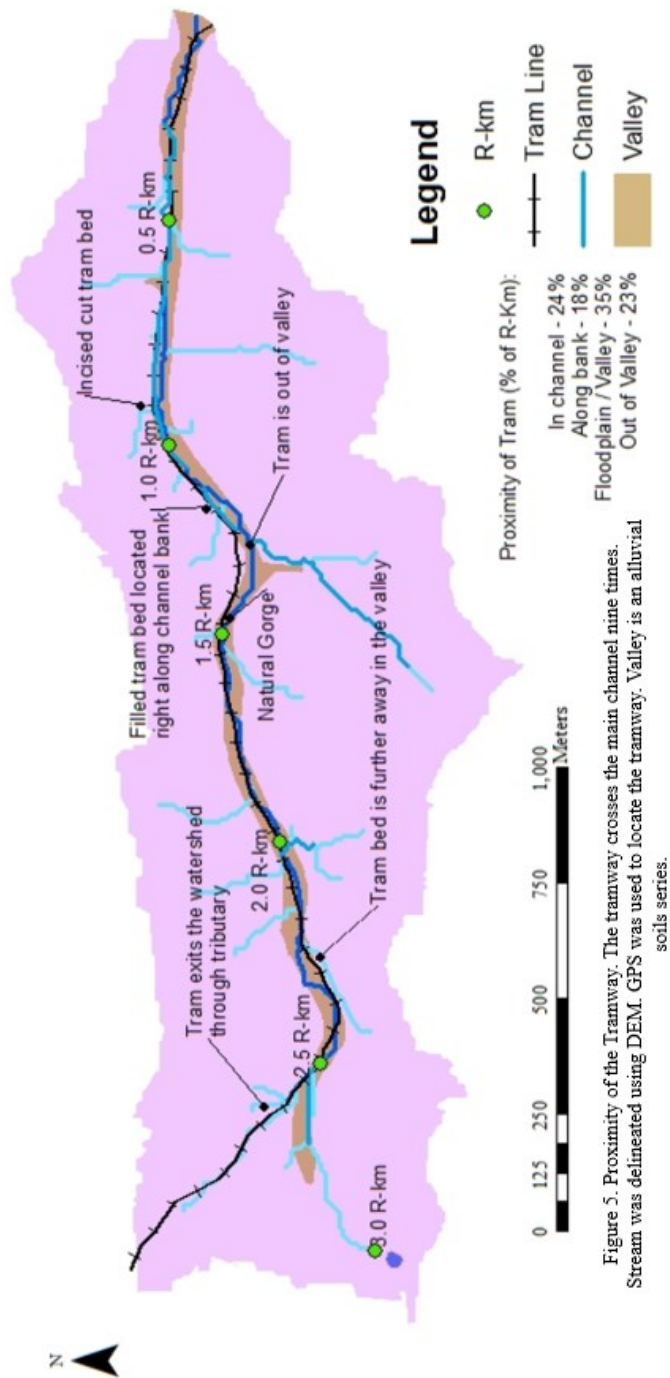 N
Tram exits the watershed
through tributary
Filled tram bed located
right along channel bank
Incised cut tram bed
0.5 R-km
1.0 R-km
1.5 R-km
2.0 R-km
2.5 R-km
3.0 R-km
Natural Gorge
Tram is out of valley
Tram bed is further away in the valley
0 125 250 500 750 1,000
Meters
Legend
R-km
Tram Line
Channel
Valley
Proximity of Tram (% of R-Km):
In channel - 24%
Along bank - 18%
Floodplain / Valley - 35%
Out of Valley - 23%
Figure 5. Proximity of the Tramway. The tramway crosses the main channel nine times.
Stream was delineated using DEM. GPS was used to locate the tramway. Valley is an alluvial
soils series.